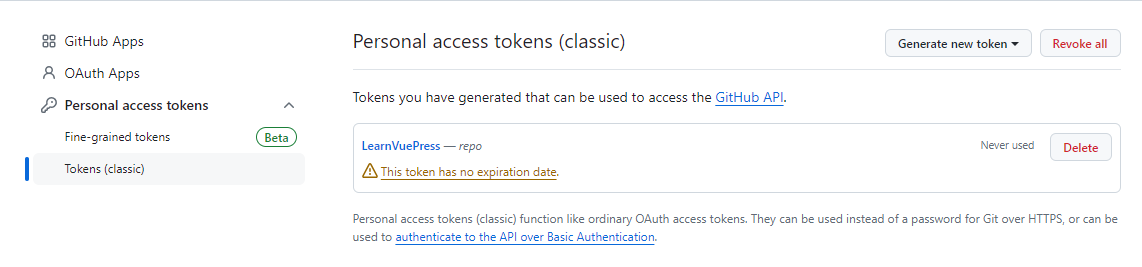 GitHub Apps
OAuth Apps
Personal access tokens
Fine-grained tokens
Beta
Tokens (classic)
Personal access tokens (classic)
Generate new token
Revoke all
Tokens you have generated that can be used to access the GitHub API.
LearnVuePress — repo
Never used
Delete
This token has no expiration date.
Personal access tokens (classic) function like ordinary OAuth access tokens. They can be used instead of a password for Git over HTTPS, or can be
used to authenticate to the API over Basic Authentication.